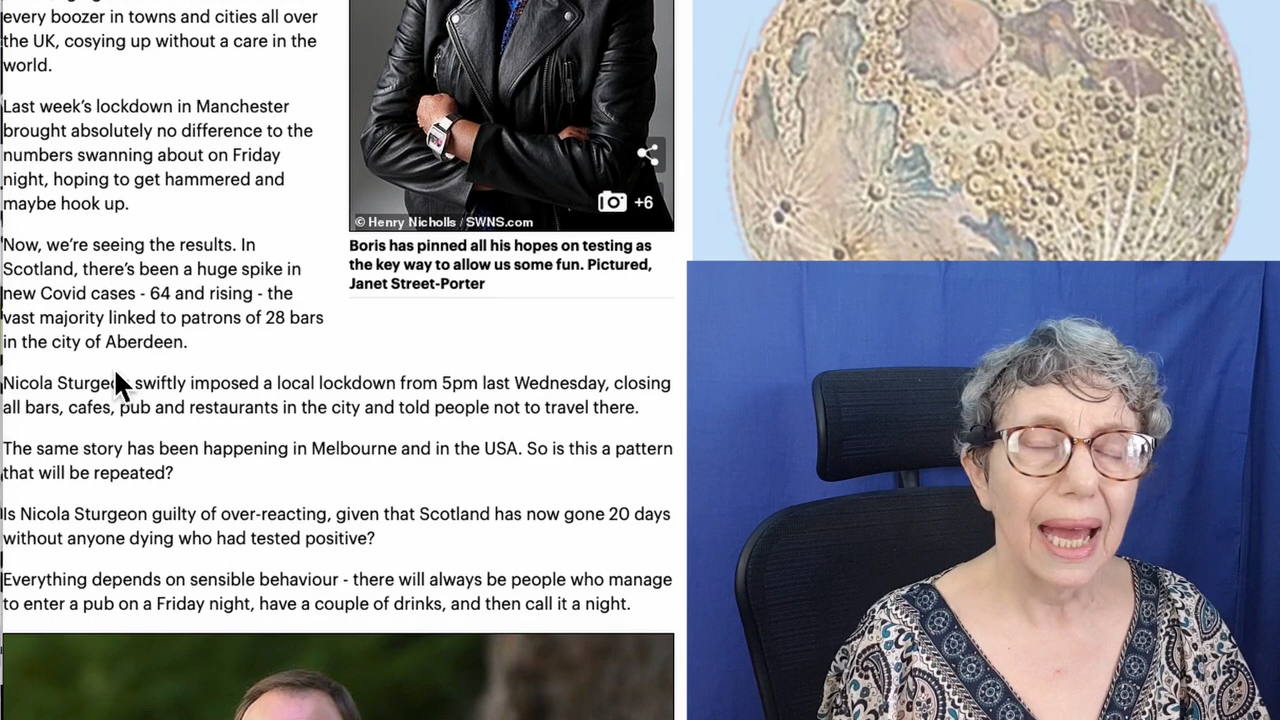 every boozer in towns and cities all over
the UK, cosying up without a care in the
world.
Last week's lockdown in Manchester
brought absolutely no difference to the
numbers swanning about on Friday
night, hoping to get hammered and
maybe hook up.
Now, we're seeing the results. In
Scotland, there's been a huge spike in
new Covid cases - 64 and rising - the
vast majority linked to patrons of 28 bars
in the city of Aberdeen.
+6
© Henry Nicholls / SWNS.com
Boris has pinned all his hopes on testing as
the key way to allow us some fun. Pictured,
Janet Street-Porter
Nicola Sturgeon swiftly imposed a local lockdown from 5pm last Wednesday, closing
all bars, cafes, pub and restaurants in the city and told people not to travel there.
The same story has been happening in Melbourne and in the USA. So is this a pattern
that will be repeated?
Is Nicola Sturgeon guilty of over-reacting, given that Scotland has now gone 20 days
without anyone dying who had tested positive?
Everything depends on sensible behaviour - there will always be people who manage
to enter a pub on a Friday night, have a couple of drinks, and then call it a night.